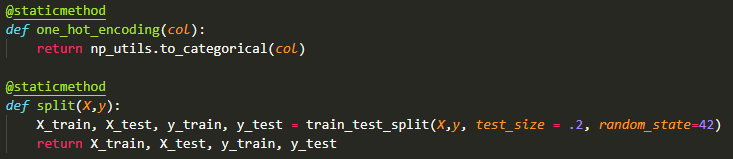 @staticmethod
def one_hot_encoding(col):
    return np_utils.to_categorical(col)

@staticmethod
def split(X,y):
    X_train, X_test, y_train, y_test = train_test_split(X,y, test_size = .2, random_state=42)
    return X_train, X_test, y_train, y_test